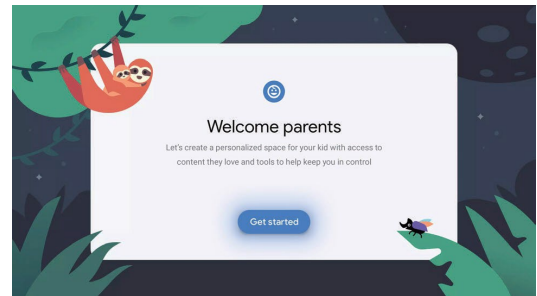 Welcome parents
Let's create a personalized space for your kid with access to
content they love and tools to help keep you in control
Get started